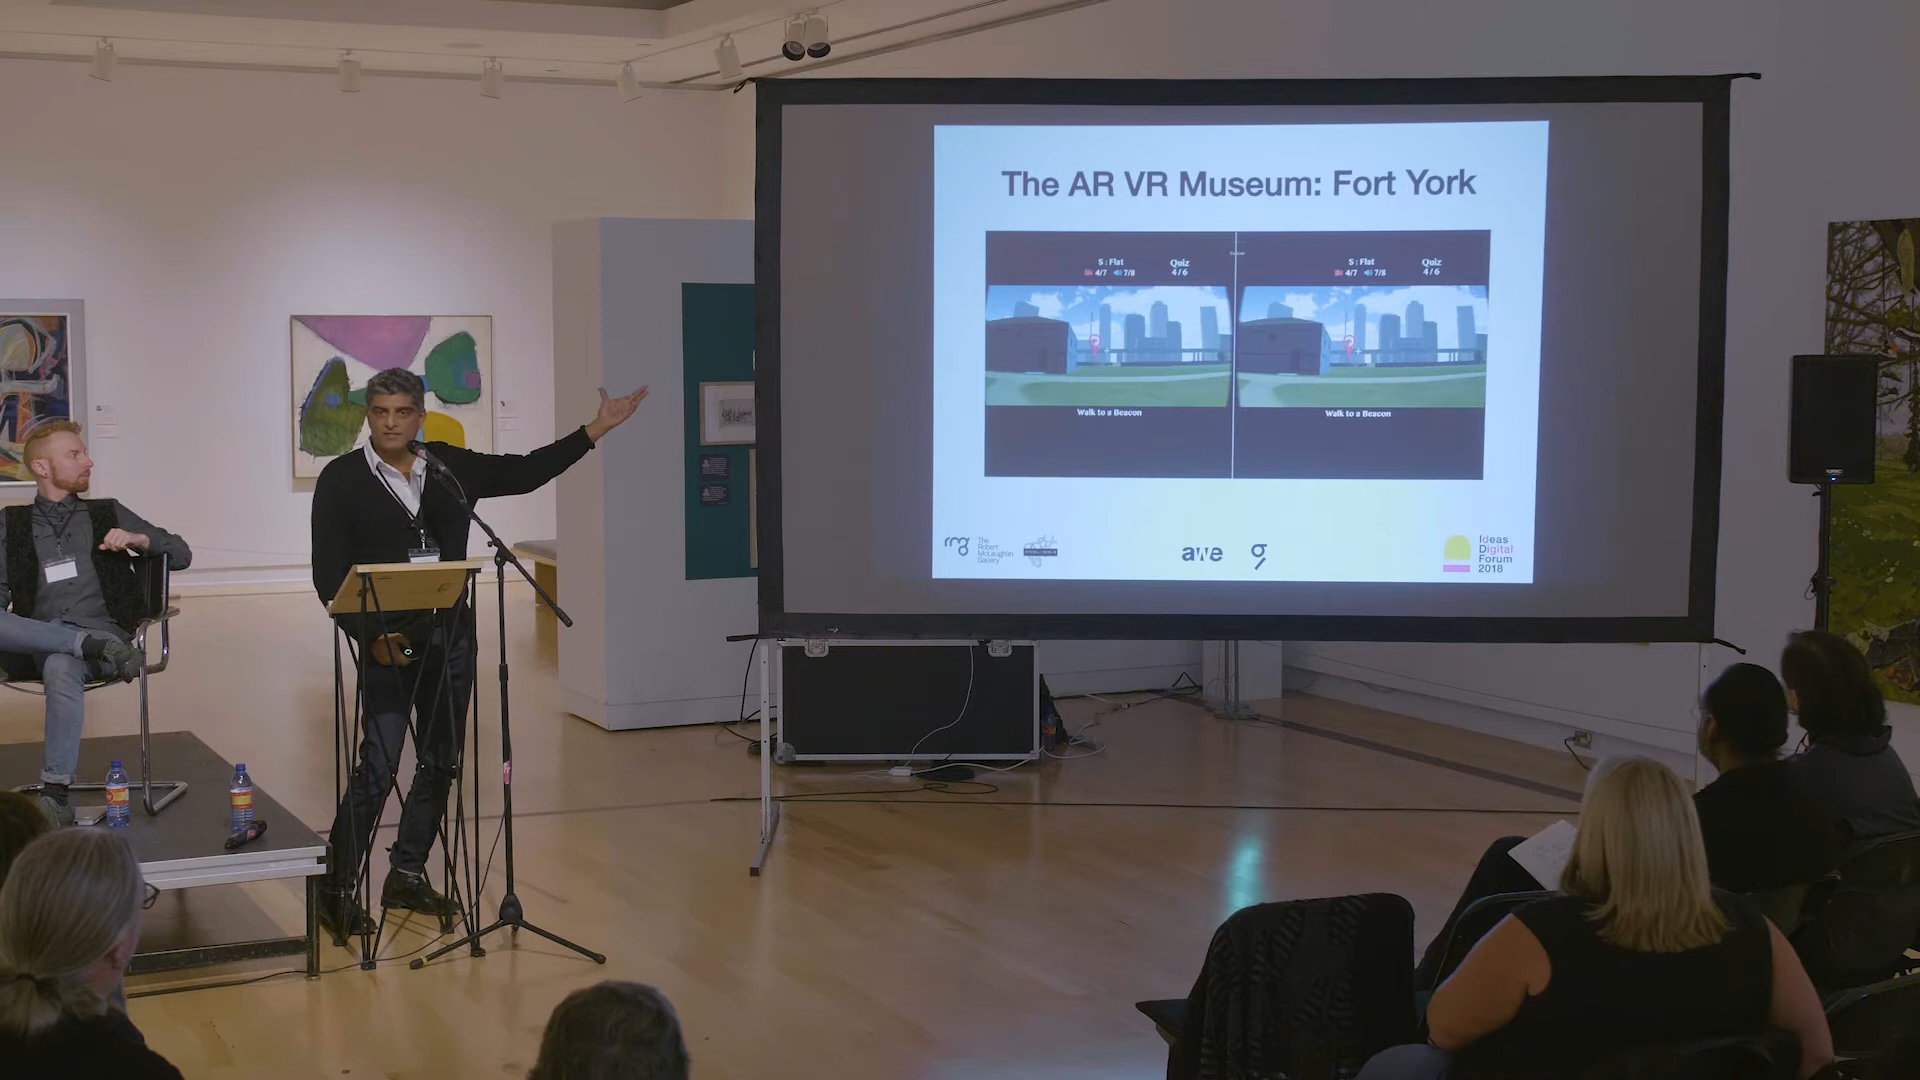 The AR VR Museum: Fort York
S : Flat
4/7 7/8
Quiz
4/6
S : Flat
4/7 7/8
Quiz
4/6
Walk to a Beacon
Walk to a Beacon
rmg
The
Robert
McLaughlin
Gallery
awe
g
Ideas
Digital
Forum
2018